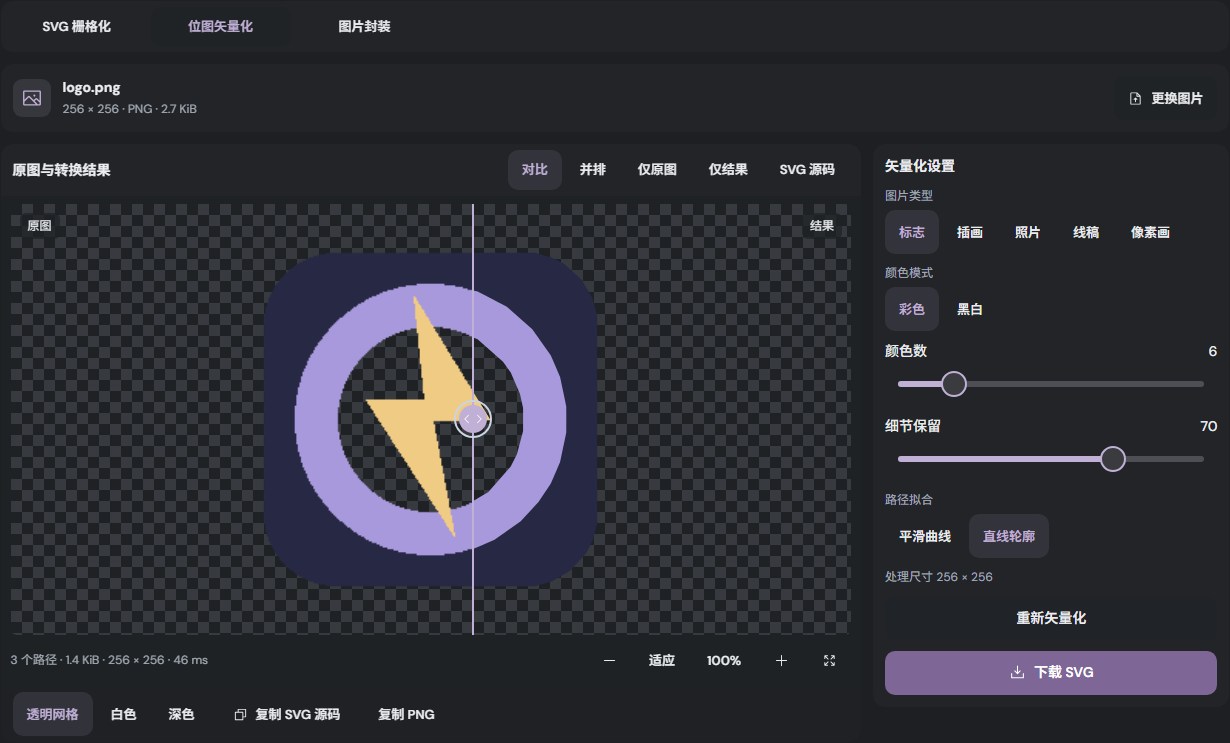 SVG 栅格化
位图矢量化
图片封装
logo.png
256 × 256 · PNG · 2.7 KiB
更换图片
原图与转换结果
对比
并排
仅原图
仅结果
SVG 源码
原图
结果
3 个路径 · 1.4 KiB · 256 × 256 · 46 ms
适应
100%
透明网格
白色
深色
复制 SVG 源码
复制 PNG
矢量化设置
图片类型
标志
插画
照片
线稿
像素画
颜色模式
彩色
黑白
颜色数 6
细节保留 70
路径拟合
平滑曲线
直线轮廓
处理尺寸 256 × 256
重新矢量化
下载 SVG